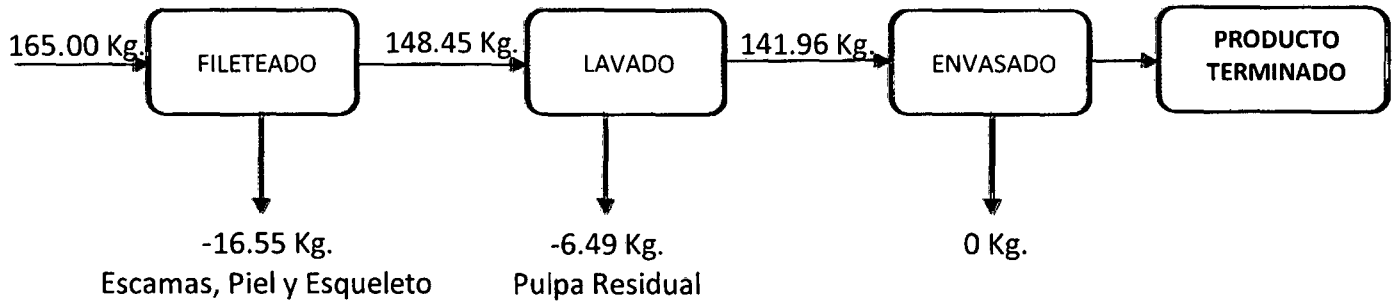 165.00 Kg.
FILETEADO
148.45 Kg.
LAVADO
141.96 Kg.
ENVASADO
PRODUCTO
TERMINADO
-16.55 Kg.
Escamas, Piel y Esqueleto
-6.49 Kg.
Pulpa Residual
0 Kg.